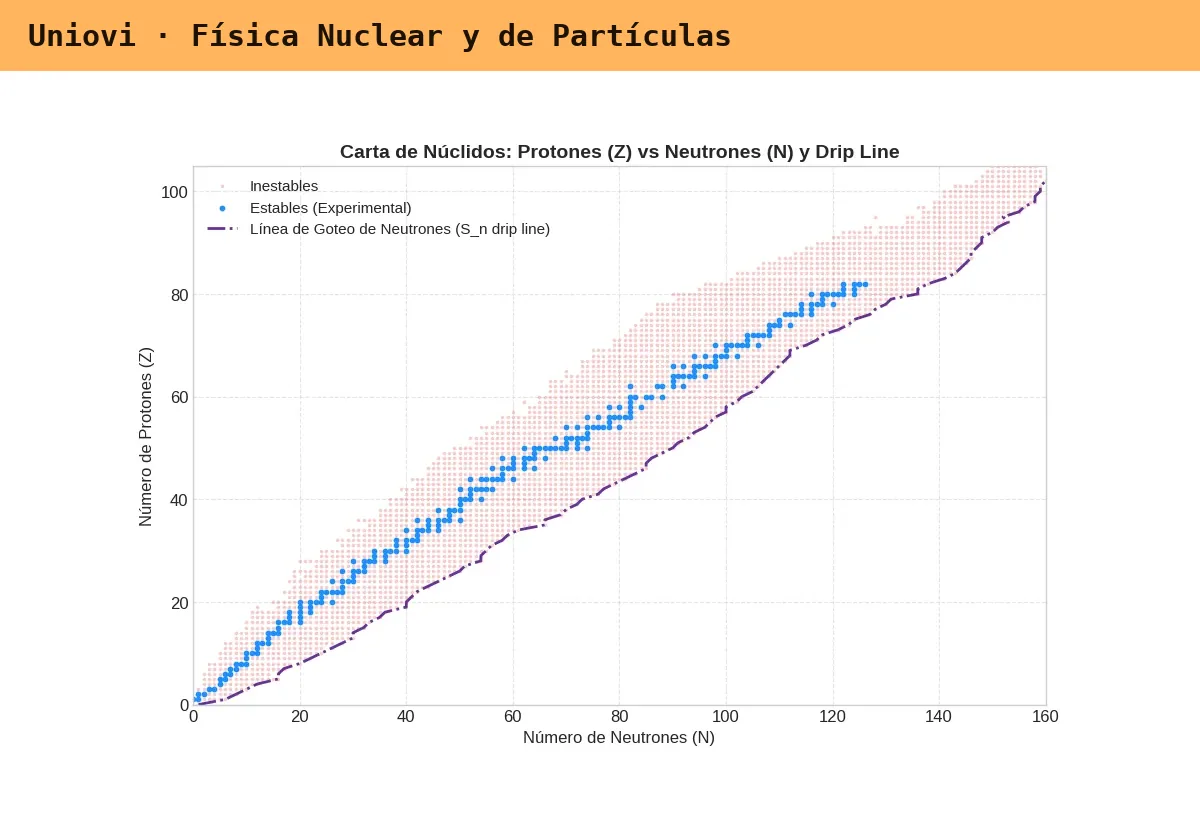 Uniovi · Física Nuclear y de Partículas
Carta de Núclidos: Protones (Z) vs Neutrones (N) y Drip Line
Inestables
Estables (Experimental)
Línea de Goteo de Neutrones (S_n drip line)
Número de Protones (Z)
100
80
60
40
20
0
0 20 40 60 80 100 120 140 160
Número de Neutrones (N)